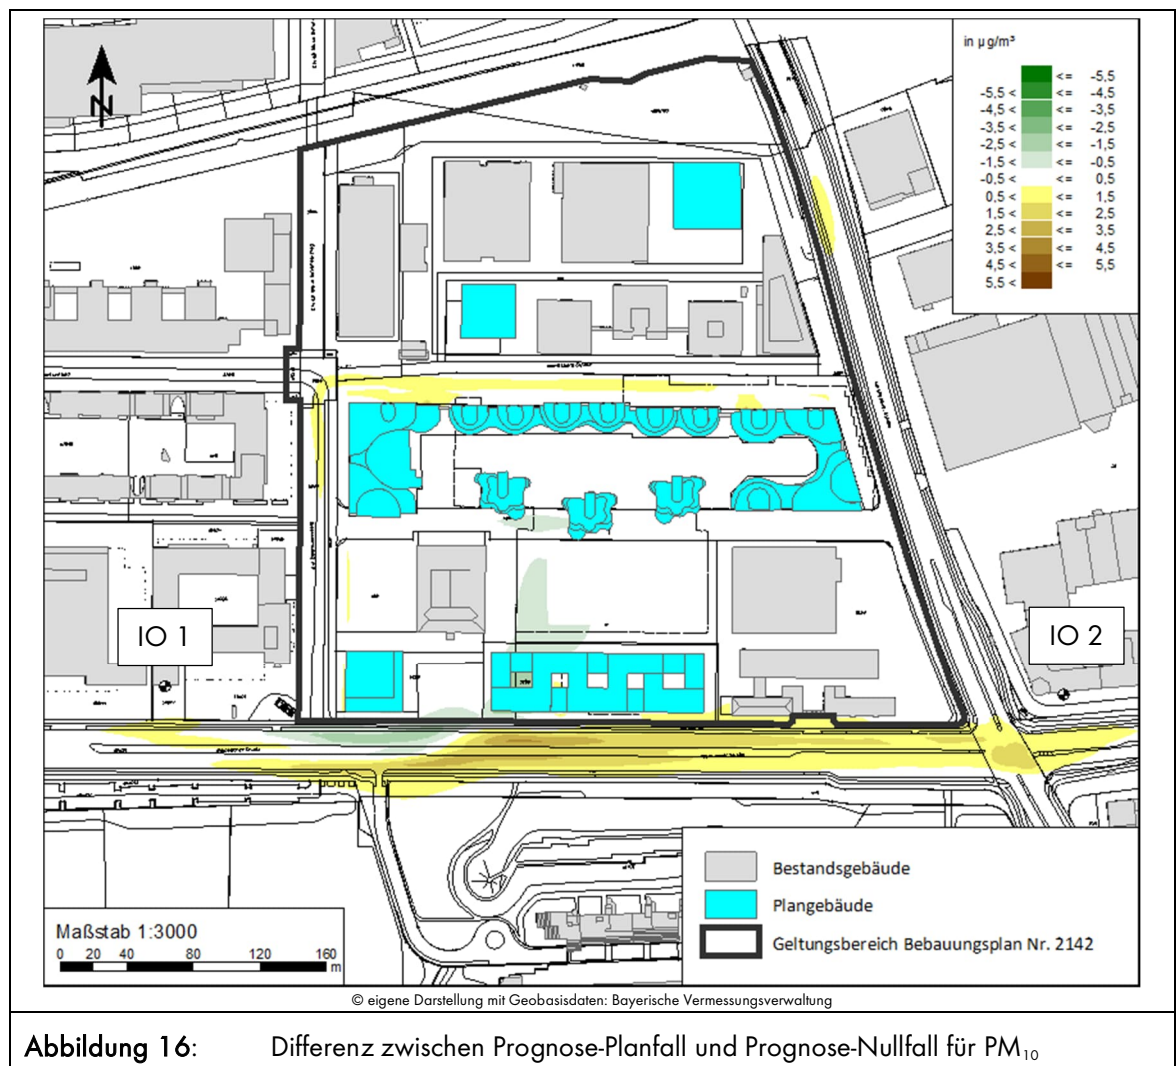 N
in µg/m³
<= -5,5
-5,5 < <= -4,5
-4,5 < <= -3,5
-3,5 < <= -2,5
-2,5 < <= -1,5
-1,5 < <= -0,5
-0,5 < <= 0,5
0,5 < <= 1,5
1,5 < <= 2,5
2,5 < <= 3,5
3,5 < <= 4,5
4,5 < <= 5,5
5,5 <
IO 1
IO 2
Bestandsgebäude
Plangebäude
Geltungsbereich Bebauungsplan Nr. 2142
Maßstab 1:3000
0 20 40 80 120 160
m
© eigene Darstellung mit Geobasisdaten: Bayerische Vermessungsverwaltung
Abbildung 16: Differenz zwischen Prognose-Planfall und Prognose-Nullfall für PM₁₀